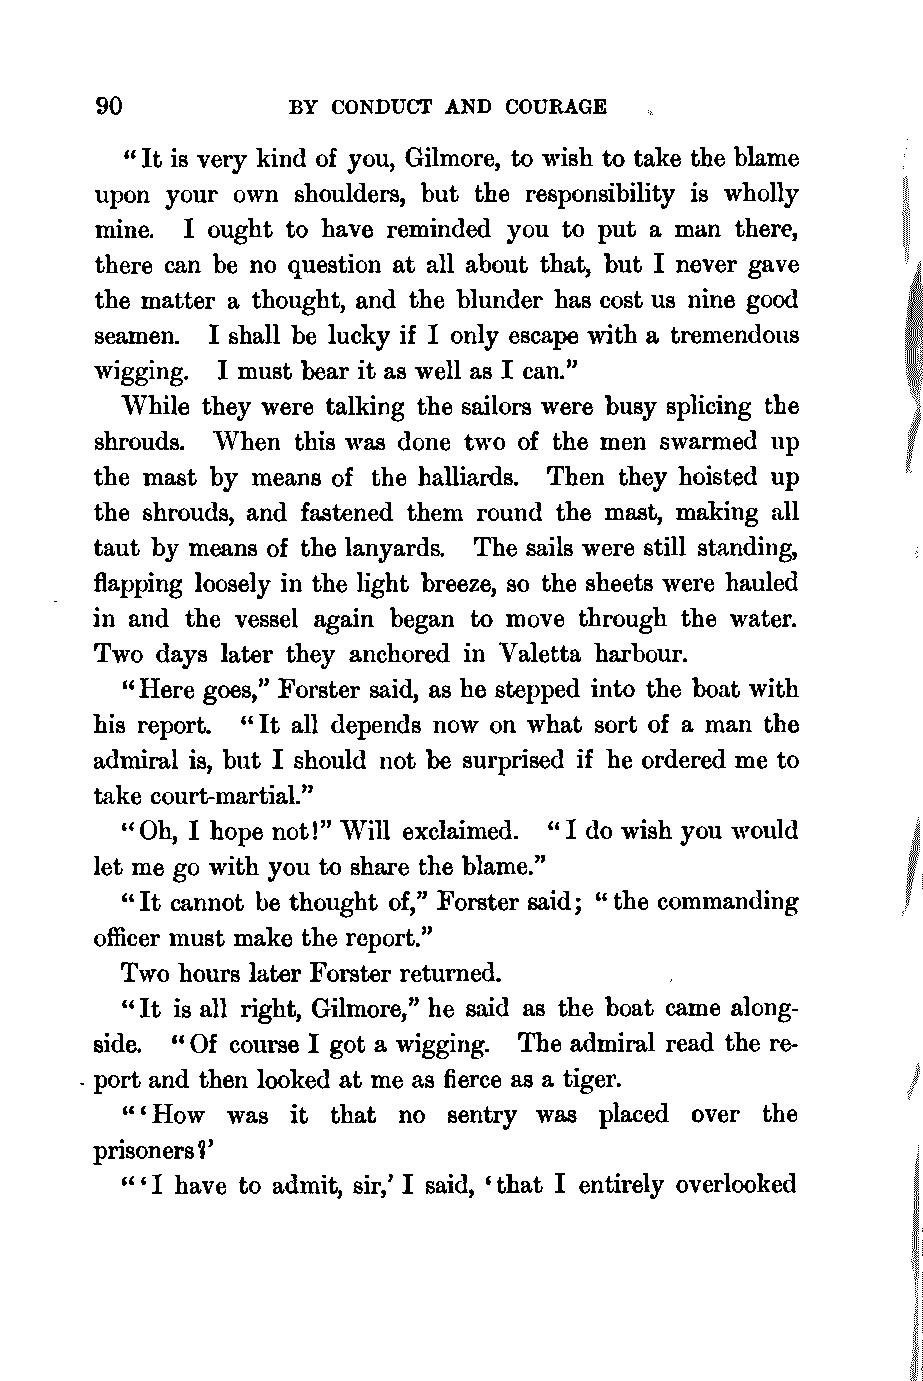 90 BY CONDUCT AND COURAGE
"It is very kind of you, Gilmore, to wish to take the blame
upon your own shoulders, but the responsibility is wholly
mine. I ought to have reminded you to put a man there,
there can be no question at all about that, but I never gave
the matter a thought, and the blunder has cost us nine good
seamen. I shall be lucky if I only escape with a tremendous
wigging. I must bear it as well as I can."
While they were talking the sailors were busy splicing the
shrouds. When this was done two of the men swarmed up
the mast by means of the halliards. Then they hoisted up
the shrouds, and fastened them round the mast, making all
taut by means of the lanyards. The sails were still standing,
flapping loosely in the light breeze, so the sheets were hauled
in and the vessel again began to move through the water.
Two days later they anchored in Valetta harbour.
"Here goes," Forster said, as he stepped into the boat with
his report. "It all depends now on what sort of a man the
admiral is, but I should not be surprised if he ordered me to
take court-martial."
"Oh, I hope not!" Will exclaimed. "I do wish you would
let me go with you to share the blame."
"It cannot be thought of," Forster said; "the commanding
officer must make the report."
Two hours later Forster returned.
"It is all right, Gilmore," he said as the boat came along-
side. "Of course I got a wigging. The admiral read the re-
port and then looked at me as fierce as a tiger.
"'How was it that no sentry was placed over the
prisoners?'
"'I have to admit, sir,' I said, 'that I entirely overlooked